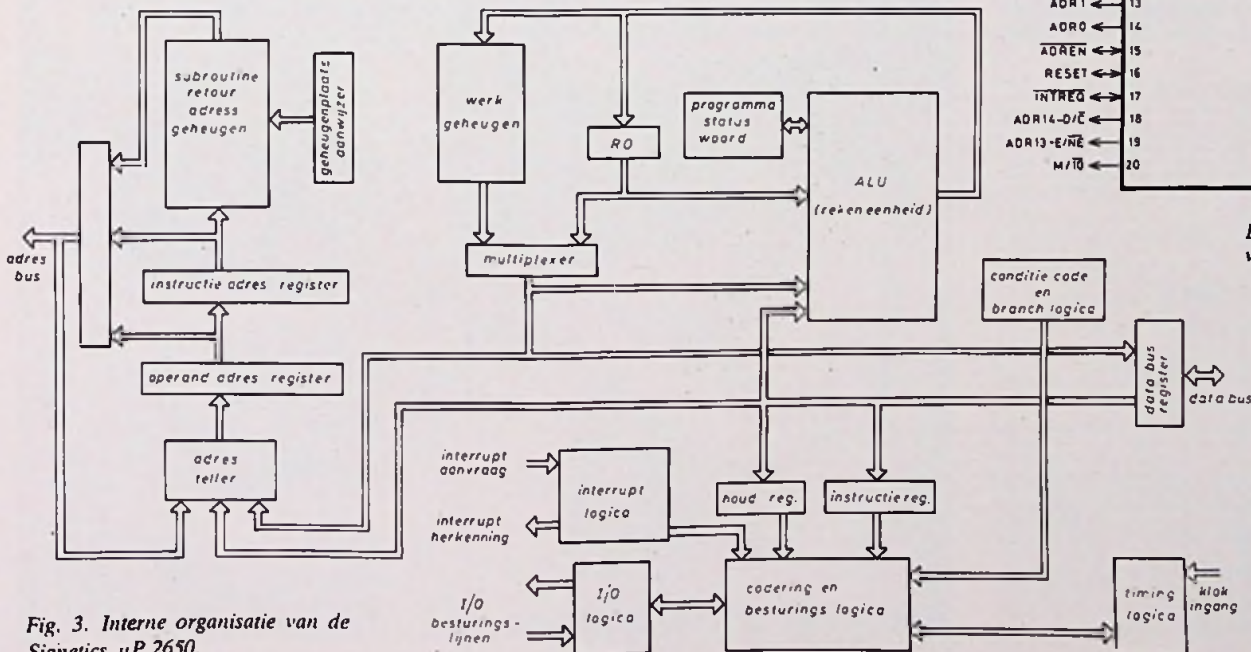 subroutine
retour
adress
geheugen
geheugenplaats
aanwijzer
werk
geheugen
RO
programma
status
woord
ALU
(rekeneenheid)
multiplexer
adres
bus
instructie adres register
operand adres register
adres
teller
conditie code
en
branch logica
data bus
register
data bus
interrupt
aanvraag
interrupt
logica
interrupt
herkenning
houd reg.
instructiereg.
I/O
besturings-
lijnen
I/O
logica
codering en
besturings logica
timing
logica
klok
ingang
ADR1 13
ADR0 14
ADREN 15
RESET 16
INTREQ 17
ADR14-D/C 18
ADR13-E/NE 19
M/IO 20
Fig. 3. Interne organisatie van de
Signetics µP 2650